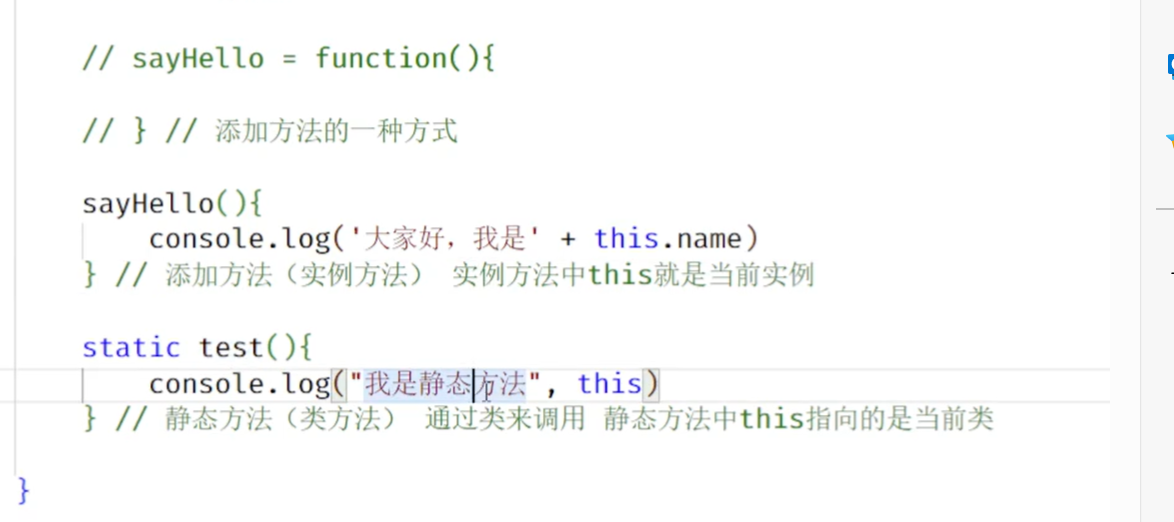 // sayHello = function(){
// } // 添加方法的一种方式
sayHello(){
console.log('大家好，我是' + this.name)
} // 添加方法（实例方法） 实例方法中this就是当前实例
static test(){
console.log("我是静态方法", this)
} // 静态方法（类方法） 通过类来调用 静态方法中this指向的是当前类
}